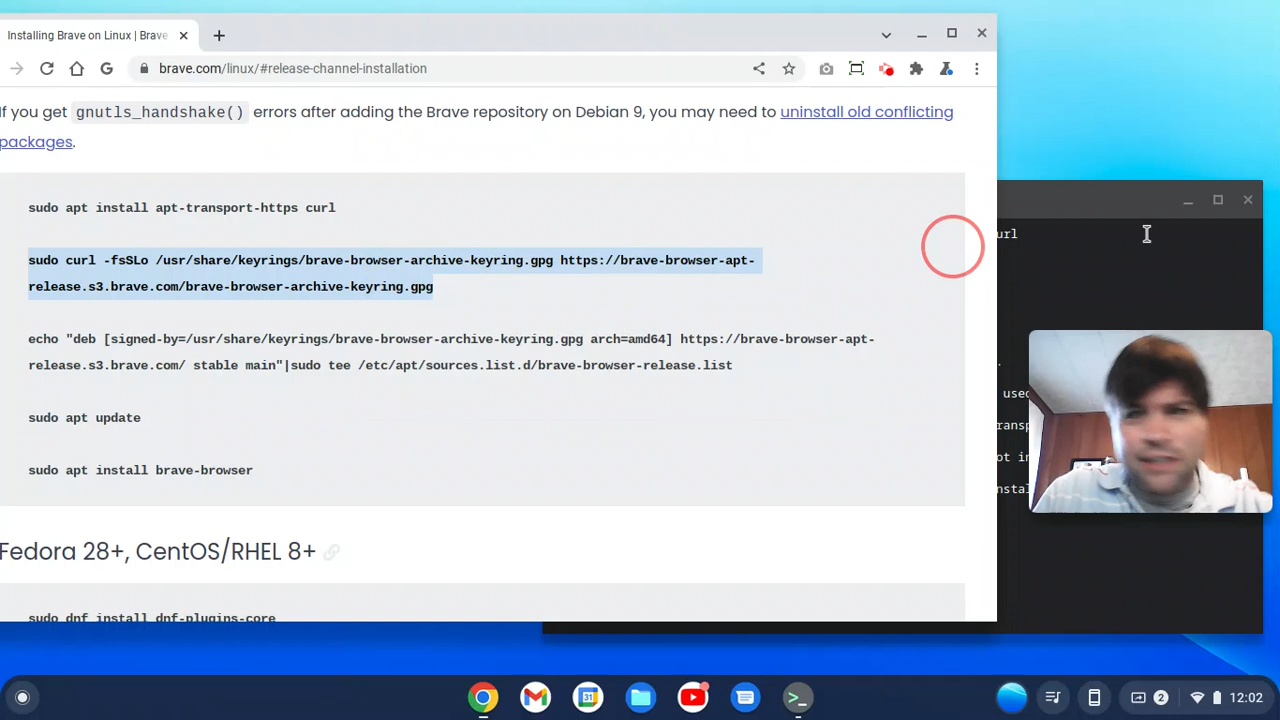 Installing Brave on Linux | Brave
brave.com/linux/#release-channel-installation
If you get gnutls_handshake() errors after adding the Brave repository on Debian 9, you may need to uninstall old conflicting
packages.
sudo apt install apt-transport-https curl
sudo curl -fsSLo /usr/share/keyrings/brave-browser-archive-keyring.gpg https://brave-browser-apt-
release.s3.brave.com/brave-browser-archive-keyring.gpg
echo "deb [signed-by=/usr/share/keyrings/brave-browser-archive-keyring.gpg arch=amd64] https://brave-browser-apt-
release.s3.brave.com/ stable main"|sudo tee /etc/apt/sources.list.d/brave-browser-release.list
sudo apt update
sudo apt install brave-browser
Fedora 28+, CentOS/RHEL 8+
sudo dnf install dnf-plugins-core
url
used
ransp
ot in
nstal
31
2
12:02